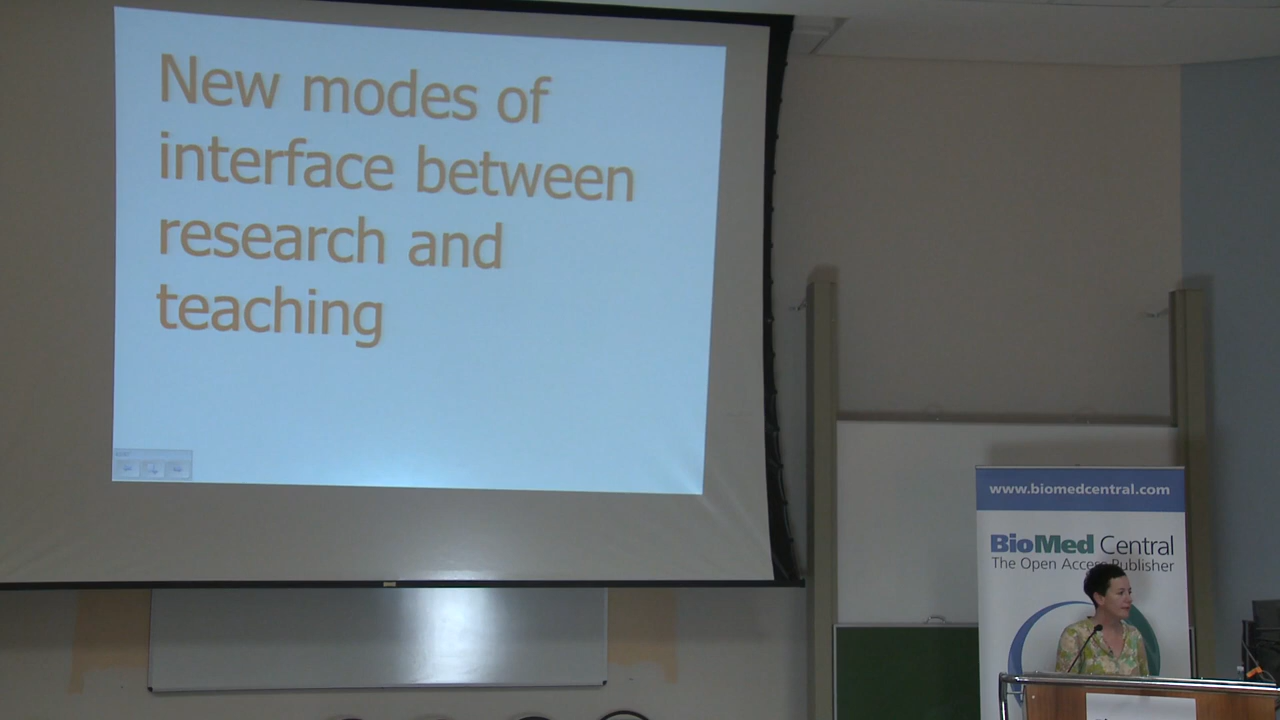 New modes of
interface between
research and
teaching
www.biomedcentral.com
BioMed Central
The Open Access Publisher